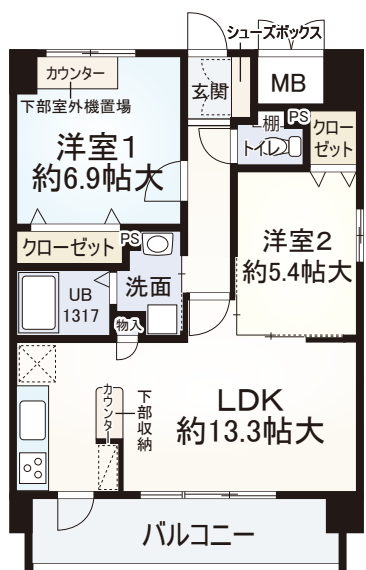 シューズボックス
カウンター
下部室外機置場
玄関
MB
洋室1
約6.9帖大
棚
PS
トイレ
クロー
ゼット
クローゼット
PS
洗面
洋室2
約5.4帖大
UB
1317
物入
カウンター
下部収納
LDK
約13.3帖大
バルコニー